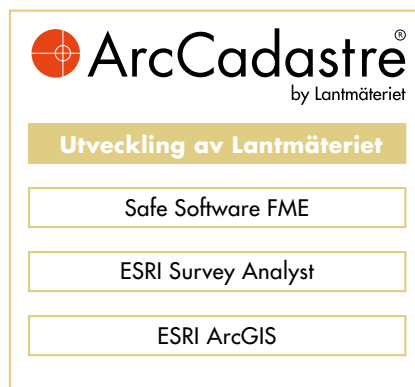 ArcCadastre®
by Lantmäteriet
Utveckling av Lantmäteriet
Safe Software FME
ESRI Survey Analyst
ESRI ArcGIS